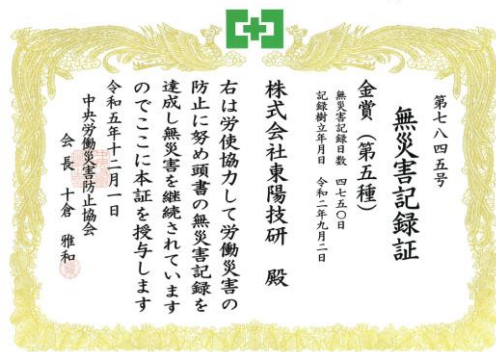 第七八四五号
無災害記録証
金賞（第五種）
無災害記録日数 四七五〇日
記録樹立年月日 令和二年九月二日
株式会社東陽技研 殿
右は労使協力して労働災害の
防止に努め頭書の無災害記録を
達成し無災害を継続されています
のでここに本証を授与します
令和五年十二月一日
中央労働災害防止協会
会長 十倉 雅和